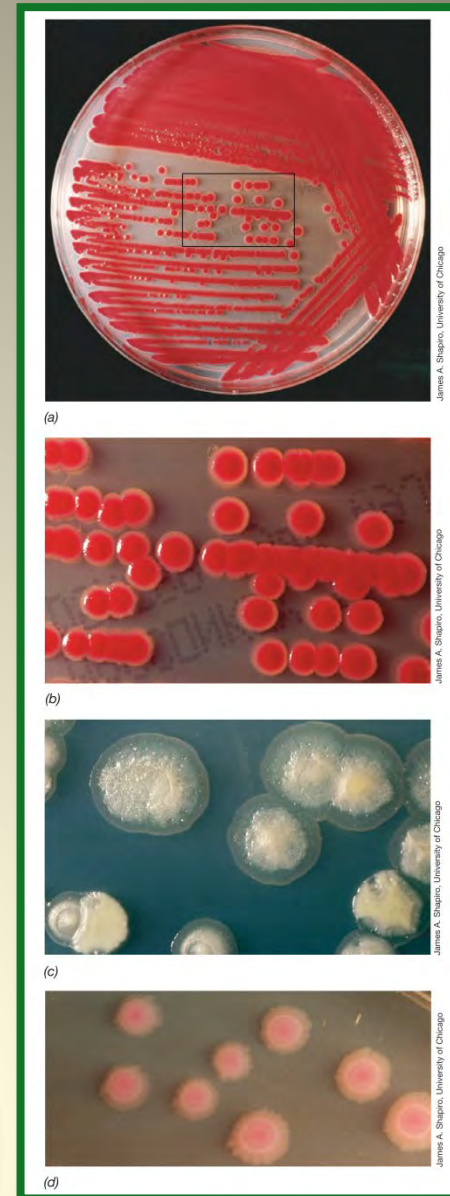 James A. Shapiro, University of Chicago
(a)
James A. Shapiro, University of Chicago
(b)
James A. Shapiro, University of Chicago
(c)
James A. Shapiro, University of Chicago
(d)